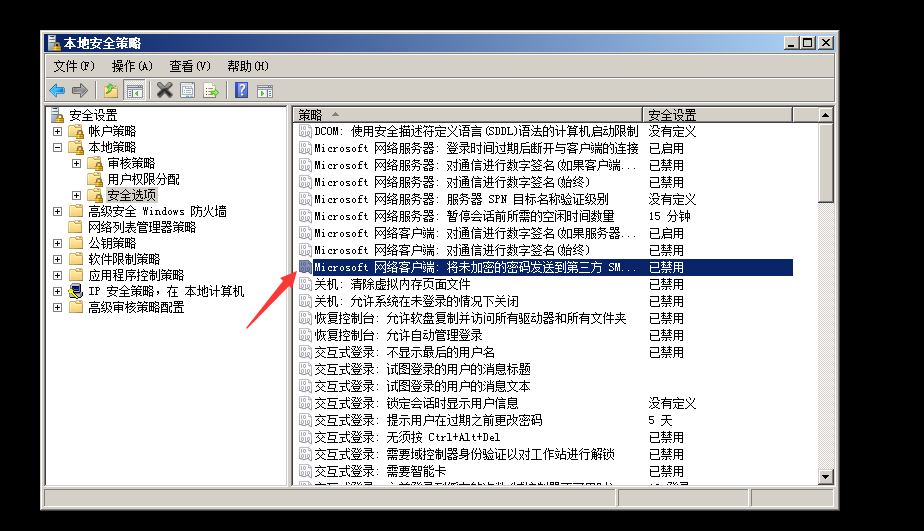 本地安全策略
文件(F) 操作(A) 查看(V) 帮助(H)
安全设置
帐户策略
本地策略
审核策略
用户权限分配
安全选项
高级安全 Windows 防火墙
网络列表管理器策略
公钥策略
软件限制策略
应用程序控制策略
IP 安全策略，在 本地计算机
高级审核策略配置
策略 安全设置
DCOM: 使用安全描述符定义语言(SDDL)语法的计算机启动限制 没有定义
Microsoft 网络服务器: 登录时间过期后断开与客户端的连接 已启用
Microsoft 网络服务器: 对通信进行数字签名(如果客户端... 已禁用
Microsoft 网络服务器: 对通信进行数字签名(始终) 已禁用
Microsoft 网络服务器: 服务器 SPN 目标名称验证级别 没有定义
Microsoft 网络服务器: 暂停会话前所需的空闲时间数量 15 分钟
Microsoft 网络客户端: 对通信进行数字签名(如果服务器... 已启用
Microsoft 网络客户端: 对通信进行数字签名(始终) 已禁用
Microsoft 网络客户端: 将未加密的密码发送到第三方 SM... 已禁用
关机: 清除虚拟内存页面文件 已禁用
关机: 允许系统在未登录的情况下关闭 已禁用
恢复控制台: 允许软盘复制并访问所有驱动器和所有文件夹 已禁用
恢复控制台: 允许自动管理登录 已禁用
交互式登录: 不显示最后的用户名 已禁用
交互式登录: 试图登录的用户的消息标题
交互式登录: 试图登录的用户的消息文本
交互式登录: 锁定会话时显示用户信息 没有定义
交互式登录: 提示用户在过期之前更改密码 5 天
交互式登录: 无须按 Ctrl+Alt+Del 已禁用
交互式登录: 需要域控制器身份验证以对工作站进行解锁 已禁用
交互式登录: 需要智能卡 已禁用